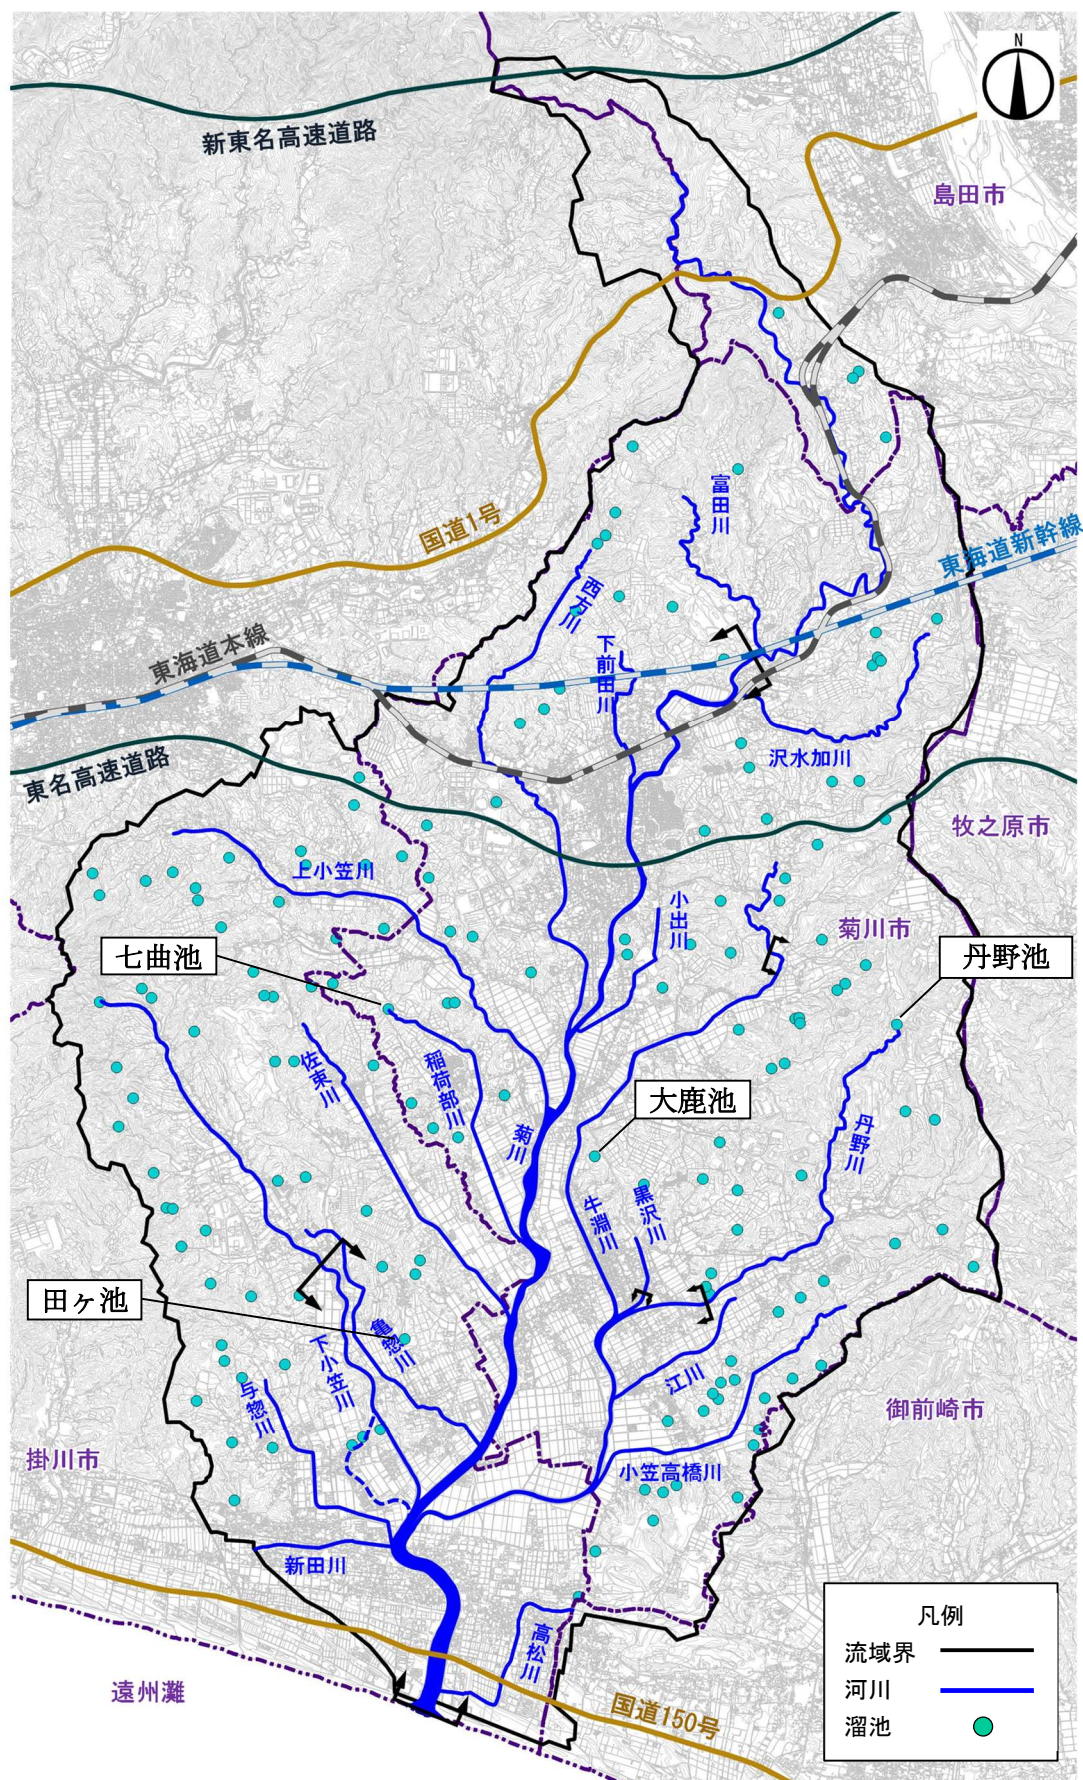 N
新東名高速道路
島田市
富田川
国道1号
東海道新幹線
西方川
下前田川
東海道本線
東名高速道路
沢水加川
牧之原市
上小笠川
小出川
菊川市
七曲池
丹野池
佐束川
稲荷部川
大鹿池
菊川
丹野川
牛淵川
黒沢川
田ヶ池
亀惣川
下小笠川
与惣川
江川
御前崎市
掛川市
小笠高橋川
新田川
高松川
遠州灘
国道150号
凡例
流域界
河川
溜池